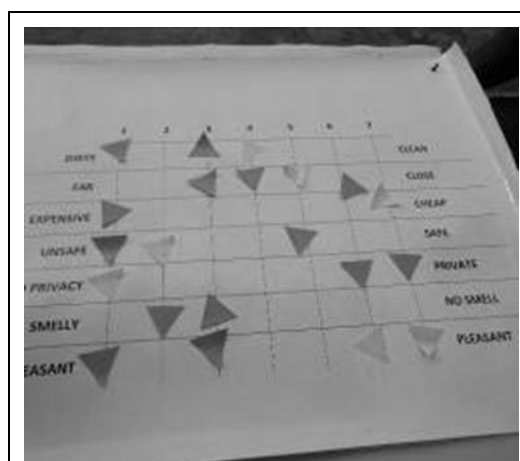 1 2 3 4 5 6 7
DIRTY CLEAN
FAR CLOSE
EXPENSIVE CHEAP
UNSAFE SAFE
PRIVACY PRIVATE
SMELLY NO SMELL
EASANT PLEASANT